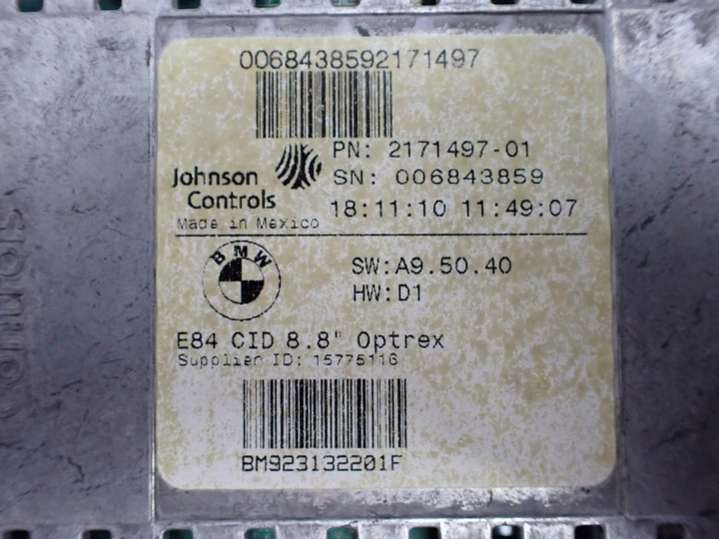 0068438592171497
PN: 2171497-01
SN: 006843859
Johnson
Controls
18:11:10 11:49:07
Made in Mexico
BMW
SW:A9.50.40
HW:D1
E84 CID 8.8" Optrex
Supplier ID: 15775116
BM923132201F